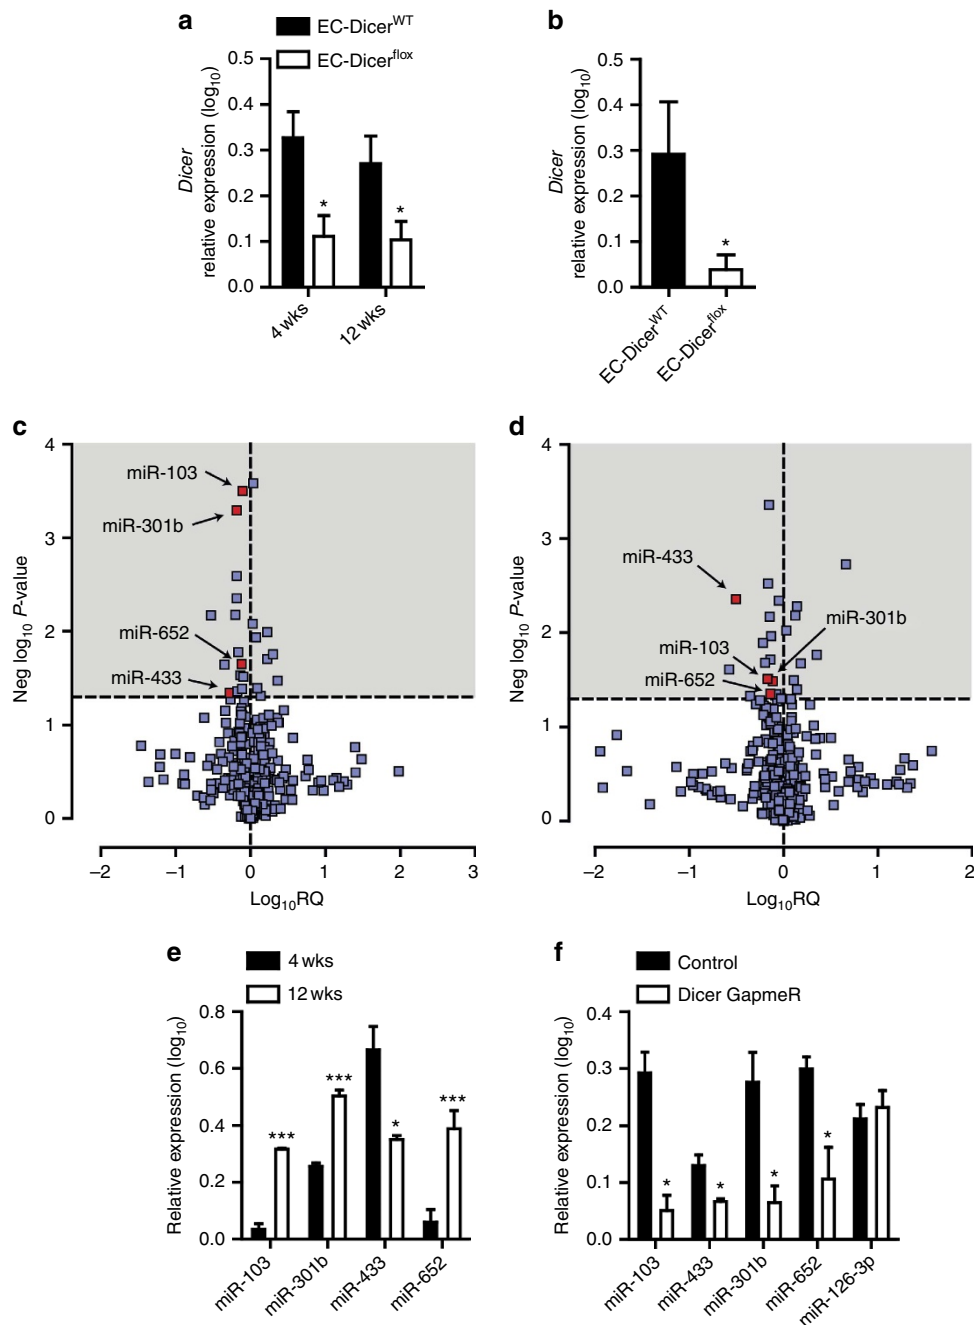 a
EC-Dicer^WT
EC-Dicer^flox
Dicer
relative expression (log₁₀)
0.5
0.4
0.3
0.2
0.1
0.0
*
*
4 wks
12 wks
b
Dicer
relative expression (log₁₀)
0.5
0.4
0.3
0.2
0.1
0.0
*
EC-Dicer^WT
EC-Dicer^flox
c
Neg log₁₀ P-value
4
3
2
1
0
miR-103
miR-301b
miR-652
miR-433
−2
−1
0
1
2
3
Log₁₀RQ
d
Neg log₁₀ P-value
4
3
2
1
0
miR-433
miR-301b
miR-103
miR-652
−2
−1
0
1
2
Log₁₀RQ
e
4 wks
12 wks
Relative expression (log₁₀)
0.8
0.6
0.4
0.2
0.0
***
***
*
***
miR-103
miR-301b
miR-433
miR-652
f
Control
Dicer GapmeR
Relative expression (log₁₀)
0.4
0.3
0.2
0.1
0.0
*
*
*
*
miR-103
miR-433
miR-301b
miR-652
miR-126-3p